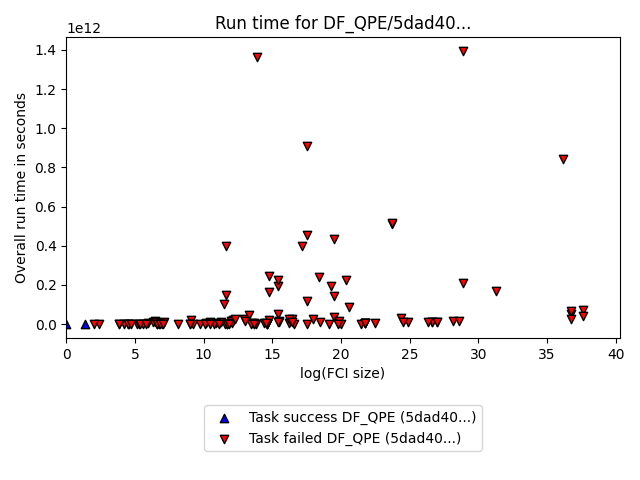 Run time for DF_QPE/5dad40...
1e12
1.4
1.2
1.0
0.8
0.6
0.4
0.2
0.0
Overall run time in seconds
0 5 10 15 20 25 30 35 40
log(FCI size)
Task success DF_QPE (5dad40...)
Task failed DF_QPE (5dad40...)